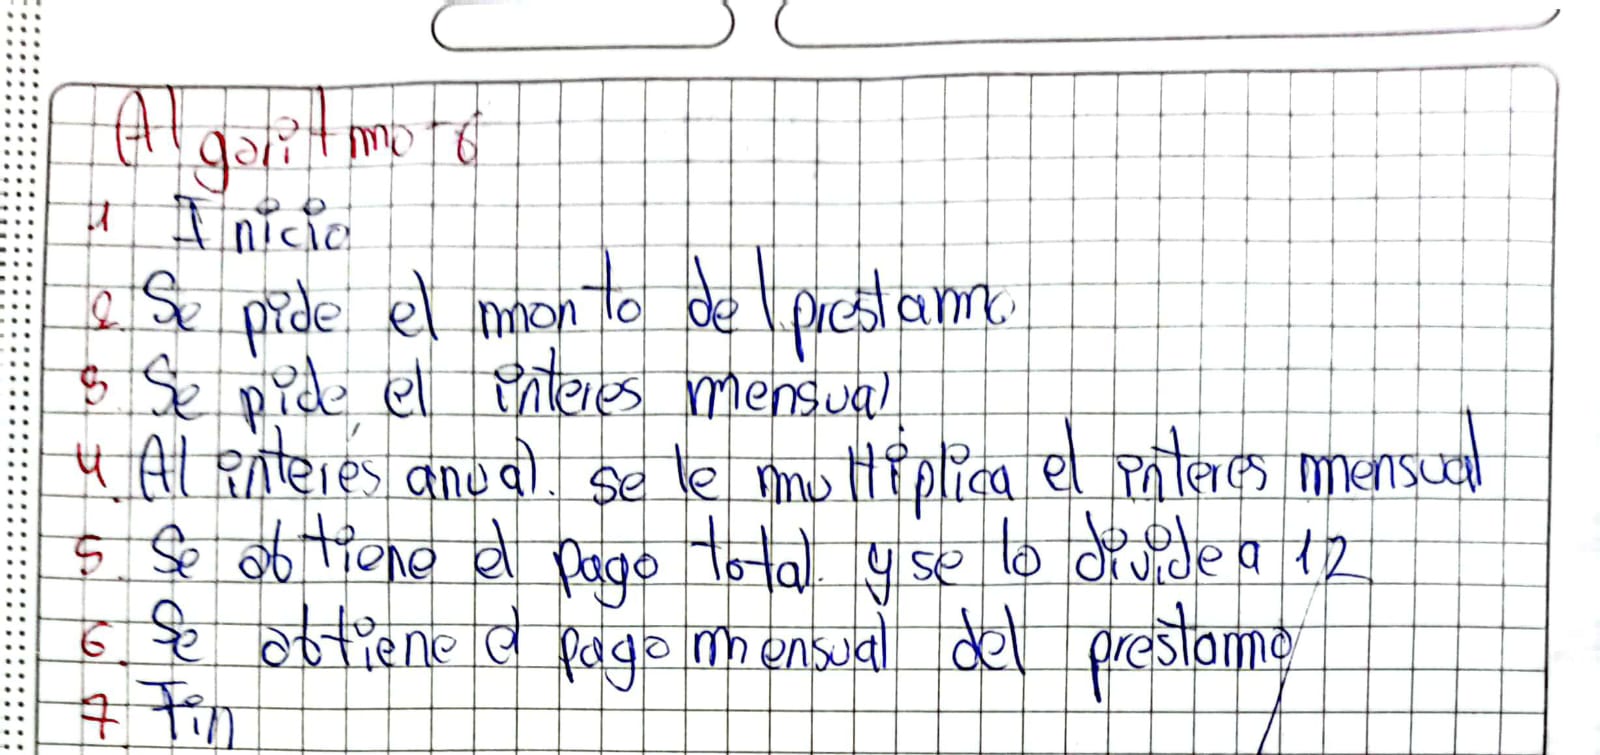 Algoritmo-6
1 Inicio
2. Se pide el monto del prestamo
3. Se pide el interes mensual
4. Al interés anual. se le multiplica el interes mensual
5. Se obtiene el pago total. y se lo divide a 12
6. Se obtiene el pago mensual del prestamo
7 Fin